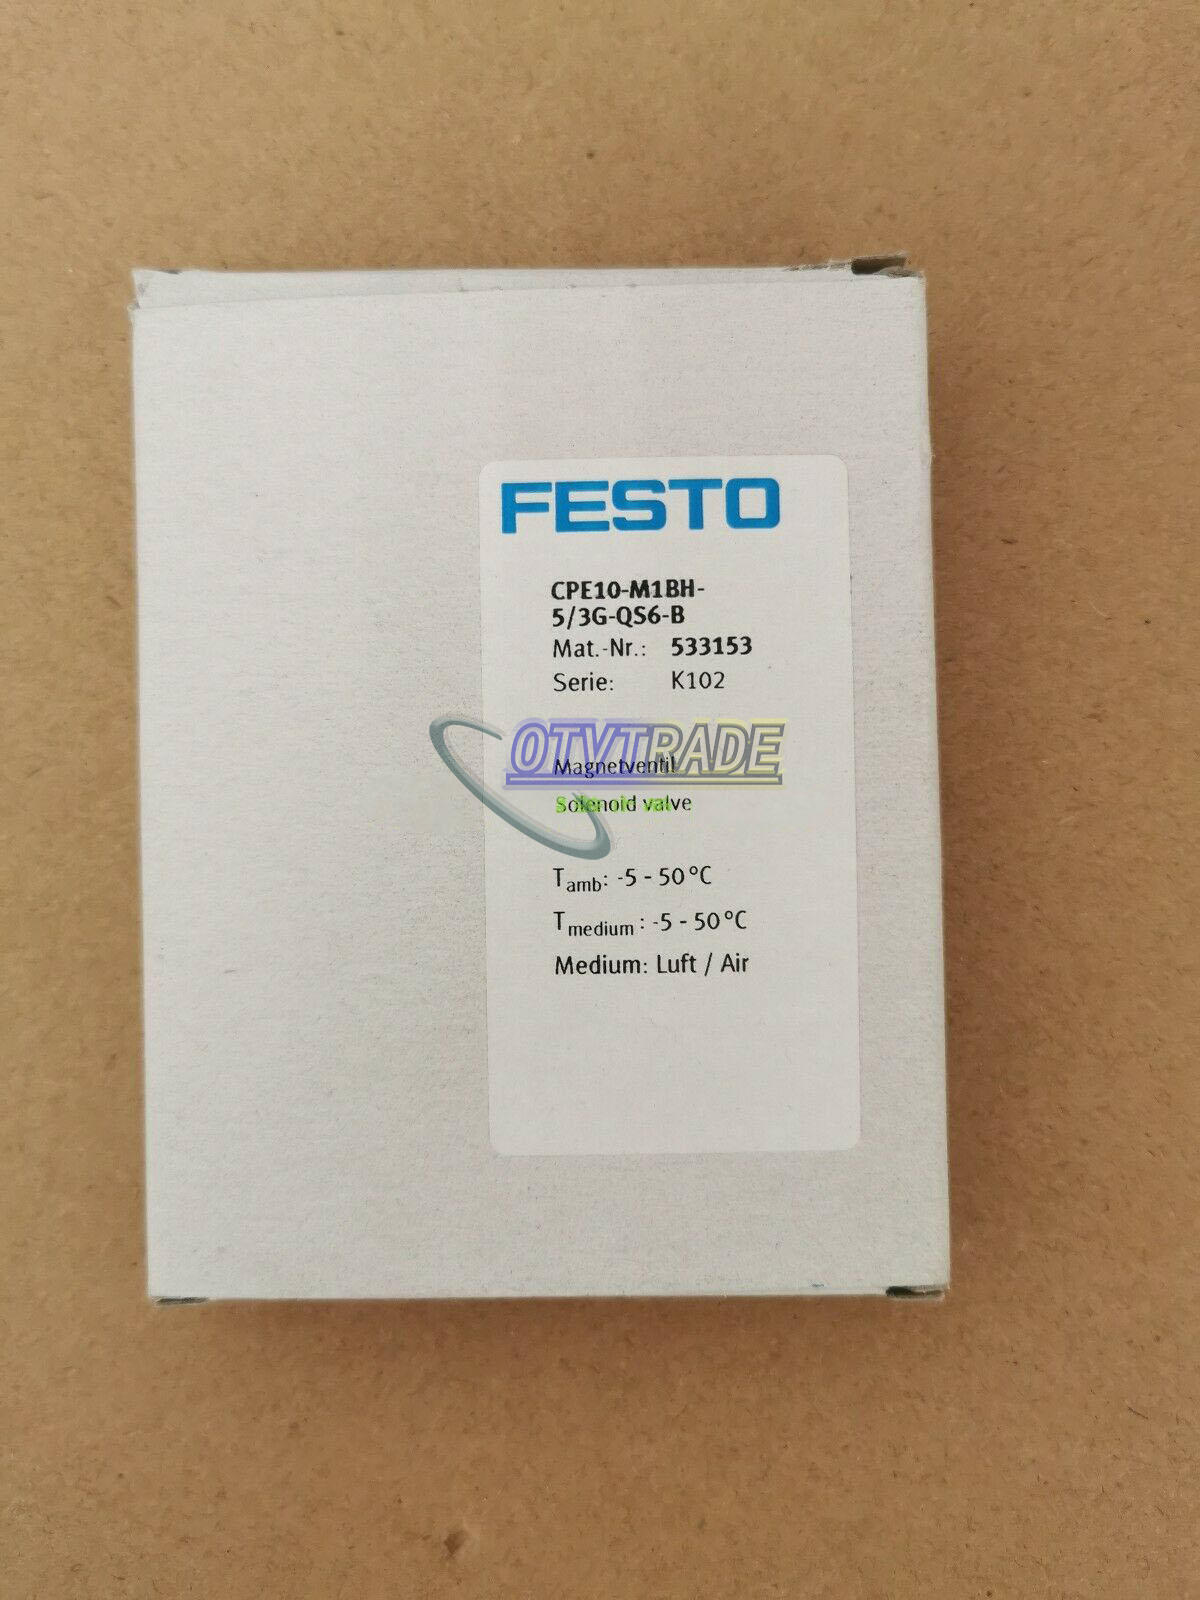 FESTO
CPE10-M1BH-
5/3G-QS6-B
Mat.-Nr.: 533153
Serie: K102
OTVTRADE
Magnetventil
Solenoid valve
Tamb: -5 - 50°C
Tmedium: -5 - 50°C
Medium: Luft / Air